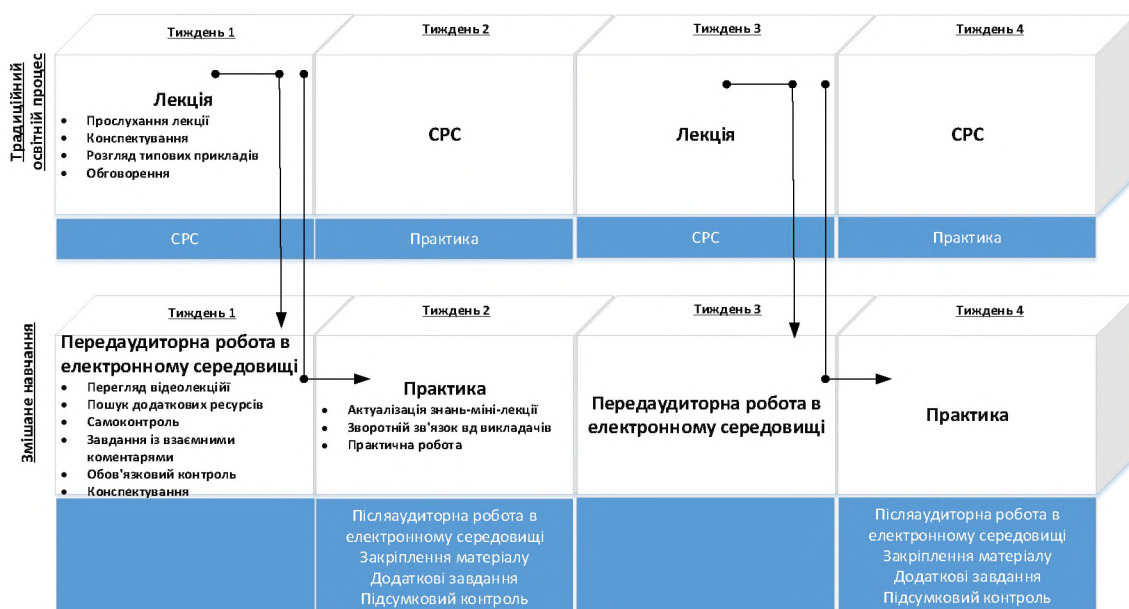 Традиційний
освітній процес
Тиждень 1
Тиждень 2
Тиждень 3
Тиждень 4
Лекція
• Прослухання лекції
• Конспектування
• Розгляд типових прикладів
• Обговорення
СРС
Лекція
СРС
СРС
Практика
СРС
Практика
Змішане навчання
Тиждень 1
Тиждень 2
Тиждень 3
Тиждень 4
Передаудиторна робота в
електронному середовищі
• Перегляд відеолекціїї
• Пошук додаткових ресурсів
• Самоконтроль
• Завдання із взаємними
коментарями
• Обов'язковий контроль
• Конспектування
Практика
• Актуалізація знань-міні-лекції
• Зворотній зв'язок вд викладачів
• Практична робота
Передаудиторна робота в
електронному середовищі
Практика
Післяаудиторна робота в
електронному середовищі
Закріплення матеріалу
Додаткові завдання
Підсумковий контроль
Післяаудиторна робота в
електронному середовищі
Закріплення матеріалу
Додаткові завдання
Підсумковий контроль